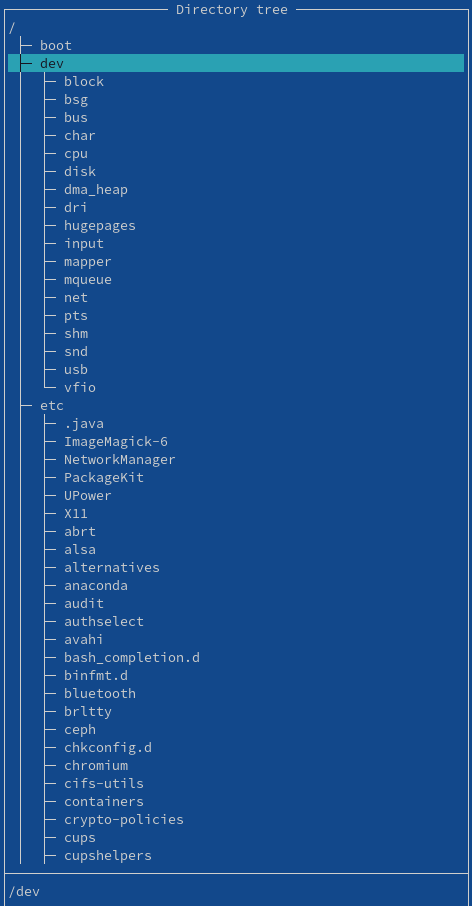 Directory tree
/
boot
dev
block
bsg
bus
char
cpu
disk
dma_heap
dri
hugepages
input
mapper
mqueue
net
pts
shm
snd
usb
vfio
etc
.java
ImageMagick-6
NetworkManager
PackageKit
UPower
X11
abrt
alsa
alternatives
anaconda
audit
authselect
avahi
bash_completion.d
binfmt.d
bluetooth
brltty
ceph
chkconfig.d
chromium
cifs-utils
containers
crypto-policies
cups
cupshelpers
/dev